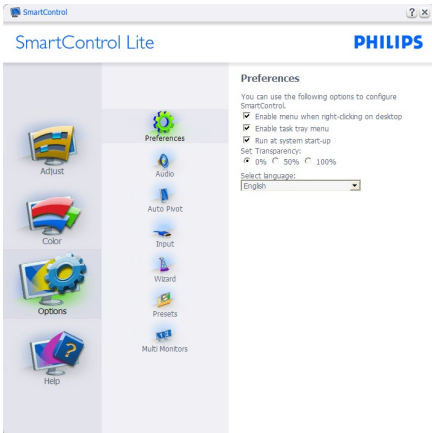 SmartControl
SmartControl Lite
PHILIPS
Adjust
Color
Options
Help
Preferences
Audio
Auto Pivot
Input
Wizard
Presets
Multi Monitors
Preferences
You can use the following options to configure
SmartControl.
Enable menu when right-clicking on desktop
Enable task tray menu
Run at system start-up
Set Transparency:
0% 50% 100%
Select language:
English